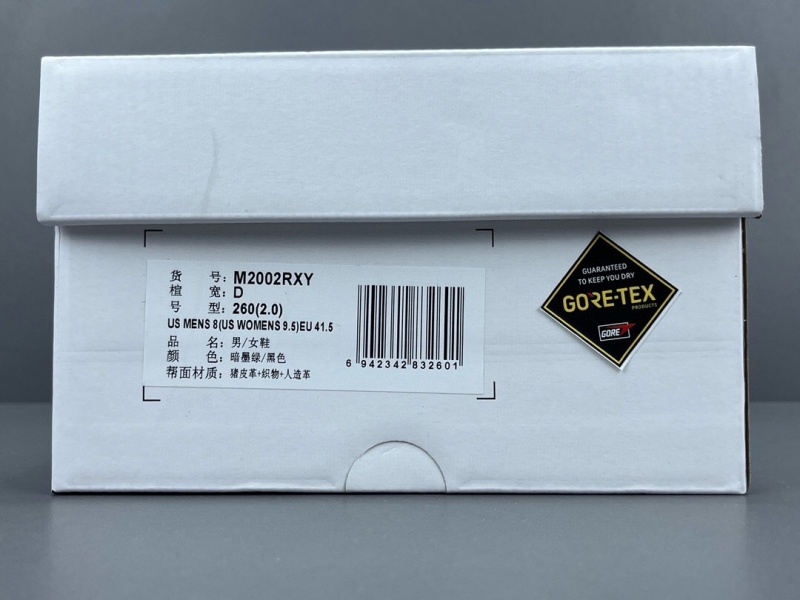 货 号: M2002RXY
楦 宽: D
号 型: 260(2.0)
US MENS 8(US WOMENS 9.5)EU 41.5
品 名: 男/女鞋
颜 色: 暗墨绿/黑色
帮面材质: 猪皮革+织物+人造革
6 942342 832601
GUARANTEED
TO KEEP YOU DRY
GORE-TEX
PRODUCTS
GORE